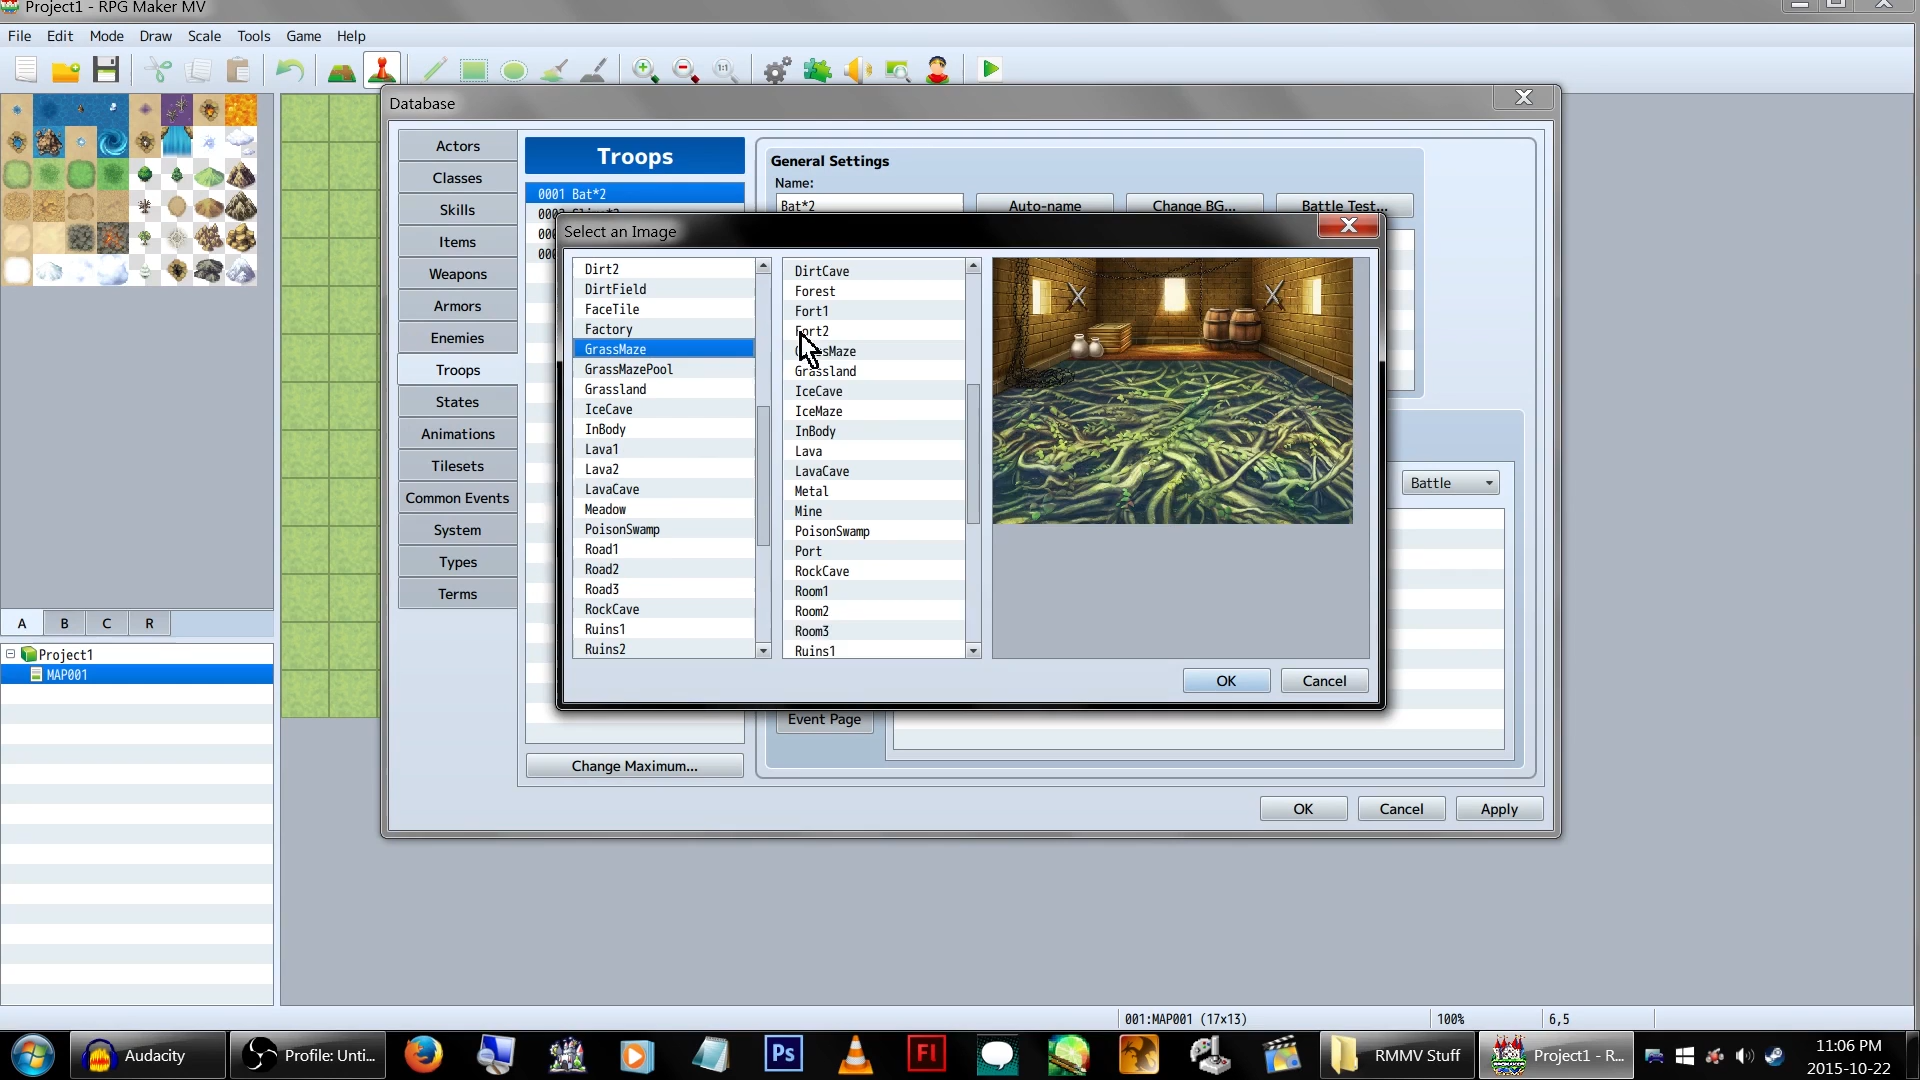 Project1 - RPG Maker MV
File Edit Mode Draw Scale Tools Game Help
1:1
Database
Actors
Classes
Skills
Items
Weapons
Armors
Enemies
Troops
States
Animations
Tilesets
Common Events
System
Types
Terms
Troops
0001 Bat*2
Change Maximum...
General Settings
Name:
Bat*2
Auto-name
Change BG...
Battle Test...
Select an Image
Dirt2
DirtField
FaceTile
Factory
GrassMaze
GrassMazePool
Grassland
IceCave
InBody
Lava1
Lava2
LavaCave
Meadow
PoisonSwamp
Road1
Road2
Road3
RockCave
Ruins1
Ruins2
DirtCave
Forest
Fort1
Fort2
Grassland
IceCave
IceMaze
InBody
Lava
LavaCave
Metal
Mine
PoisonSwamp
Port
RockCave
Room1
Room2
Room3
Ruins1
OK
Cancel
Battle
Event Page
OK
Cancel
Apply
A B C R
Project1
MAP001
001:MAP001 (17x13)
100%
6,5
Audacity
Profile: Unti...
Ps
Fl
RMMV Stuff
Project1 - R...
11:06 PM
2015-10-22